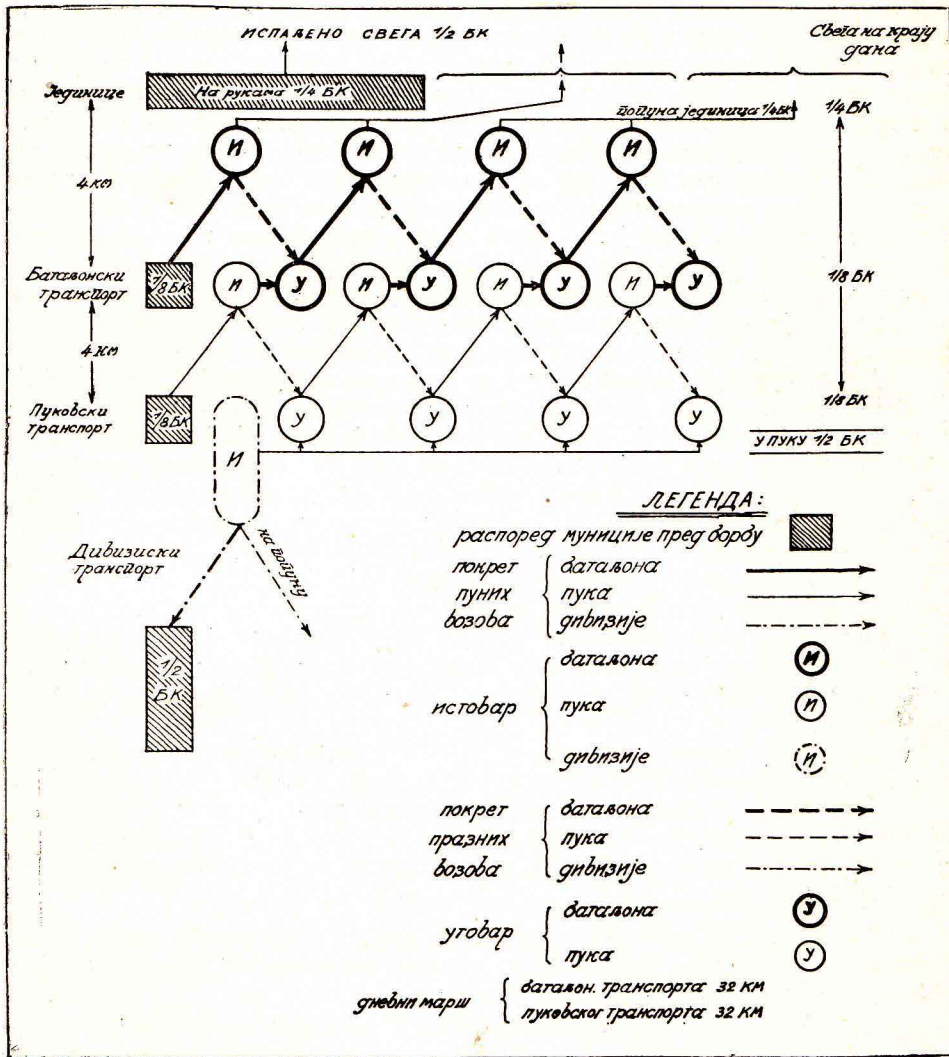 ИСПАЉЕНО СВЕГА 1/2 БК
Свега на крају
дана
Јединице
На рукама 1/4 БК
попуна јединица 1/4 БК
1/4 БК
И И И И
4 км
Батаљонски
транспорт
1/8 БК
И У И У И У И У
1/8 БК
4 км
Пуковски
транспорт
1/8 БК
У У У У
1/8 БК
И
У ПУКУ 1/2 БК
Дивизиски
транспорт
на попуну
1/2
БК
ЛЕГЕНДА:
распоред муниције пред борбу
покрет
пуних
возова
батаљона
пука
дивизије
истовар
батаљона И
пука И
дивизије И
покрет
празних
возова
батаљона
пука
дивизије
утовар
батаљона У
пука У
дневни марш
батаљон. транспорта 32 КМ
пуковског транспорта 32 КМ